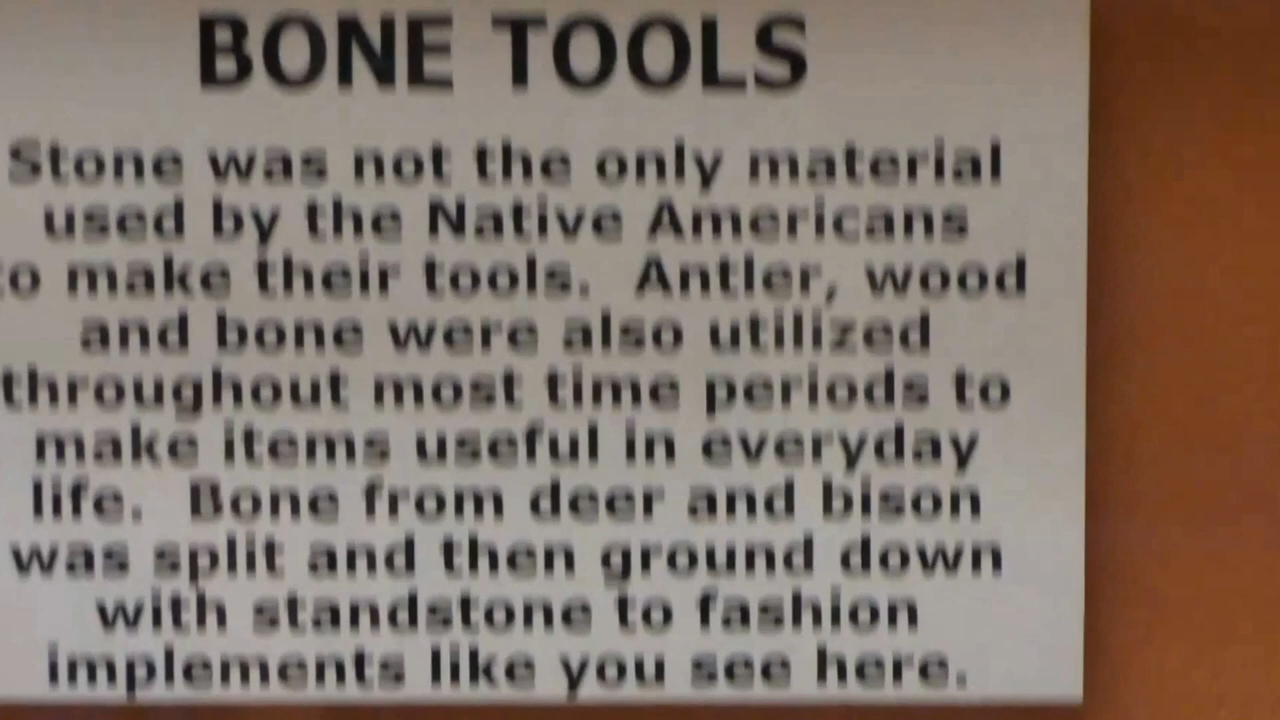 BONE TOOLS
Stone was not the only material
used by the Native Americans
to make their tools.  Antler, wood
and bone were also utilized
throughout most time periods to
make items useful in everyday
life.  Bone from deer and bison
was split and then ground down
with standstone to fashion
implements like you see here.